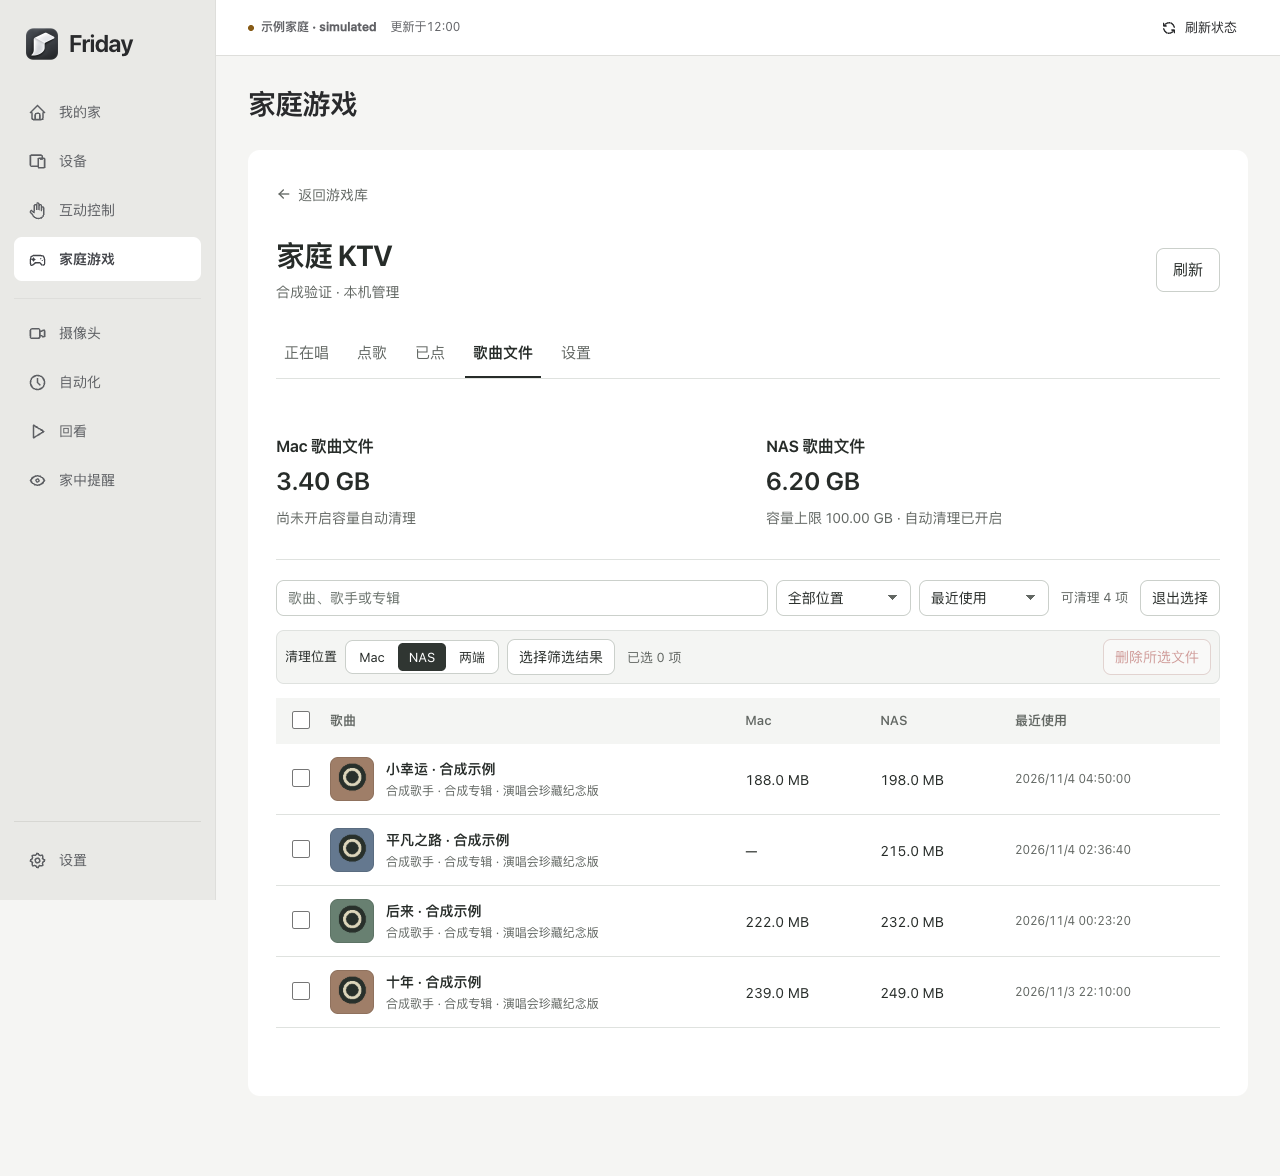 Friday
示例家庭 · simulated 更新于12:00 刷新状态
我的家
设备
互动控制
家庭游戏
摄像头
自动化
回看
家中提醒
设置
家庭游戏
返回游戏库
家庭 KTV
合成验证 · 本机管理
刷新
正在唱 点歌 已点 歌曲文件 设置
Mac 歌曲文件
3.40 GB
尚未开启容量自动清理
NAS 歌曲文件
6.20 GB
容量上限 100.00 GB · 自动清理已开启
歌曲、歌手或专辑 全部位置 最近使用 可清理 4 项 退出选择
清理位置 Mac NAS 两端 选择筛选结果 已选 0 项 删除所选文件
歌曲 Mac NAS 最近使用
小幸运 · 合成示例
合成歌手 · 合成专辑 · 演唱会珍藏纪念版
188.0 MB 198.0 MB 2026/11/4 04:50:00
平凡之路 · 合成示例
合成歌手 · 合成专辑 · 演唱会珍藏纪念版
— 215.0 MB 2026/11/4 02:36:40
后来 · 合成示例
合成歌手 · 合成专辑 · 演唱会珍藏纪念版
222.0 MB 232.0 MB 2026/11/4 00:23:20
十年 · 合成示例
合成歌手 · 合成专辑 · 演唱会珍藏纪念版
239.0 MB 249.0 MB 2026/11/3 22:10:00